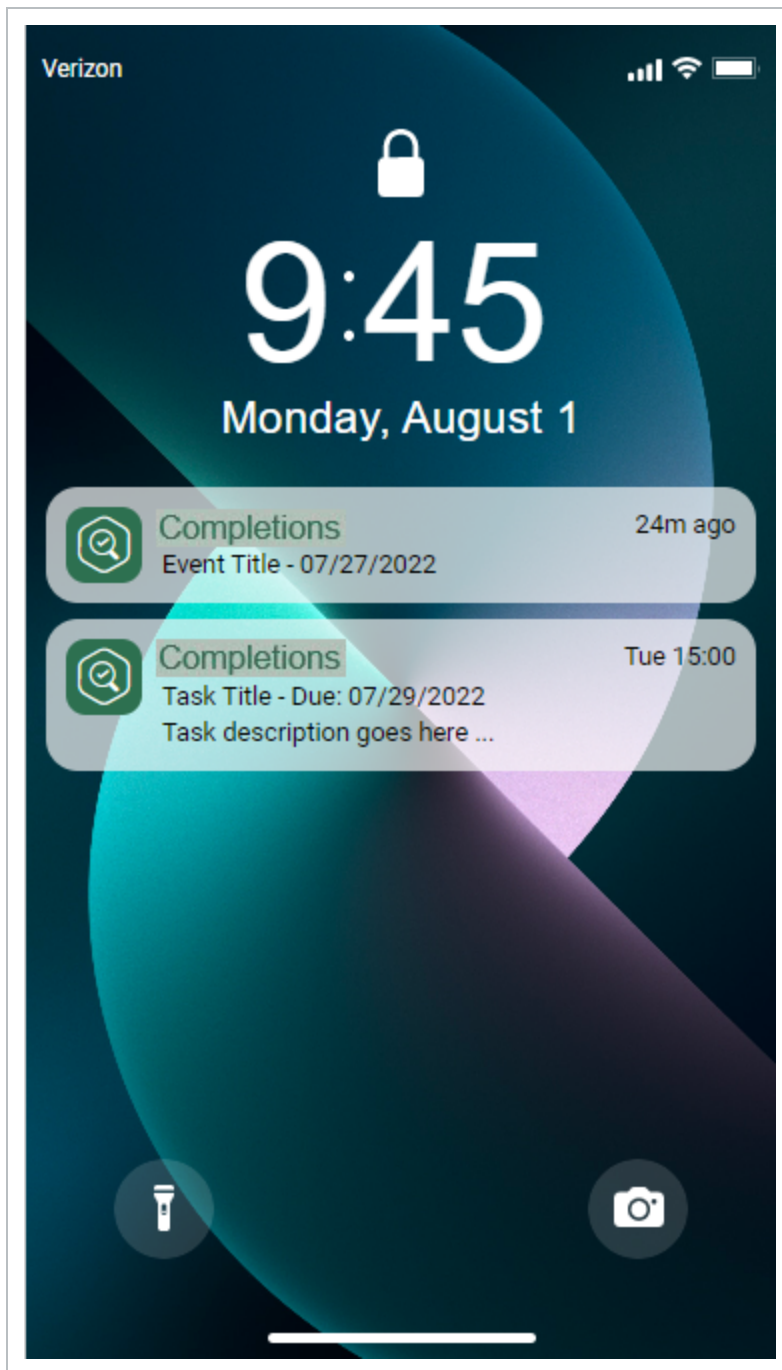 Verizon
9:45
Monday, August 1
Completions
24m ago
Event Title - 07/27/2022
Completions
Tue 15:00
Task Title - Due: 07/29/2022
Task description goes here ...